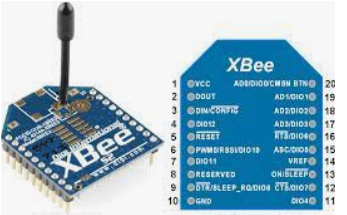 XBee
1 VCC AD0/DIO0/CMSN BTN 20
2 DOUT AD1/DIO1 19
3 DIN/CONFIG AD2/DIO2 18
4 DIO12 AD3/DIO3 17
5 RESET RTS/DIO6 16
6 PWM0/RSSI/DIO10 ASC/DIO5 15
7 DIO11 VREF 14
8 RESERVED ON/SLEEP 13
9 DTR/SLEEP_RQ/DIO8 CTS/DIO7 12
10 GND DIO4 11
XBee